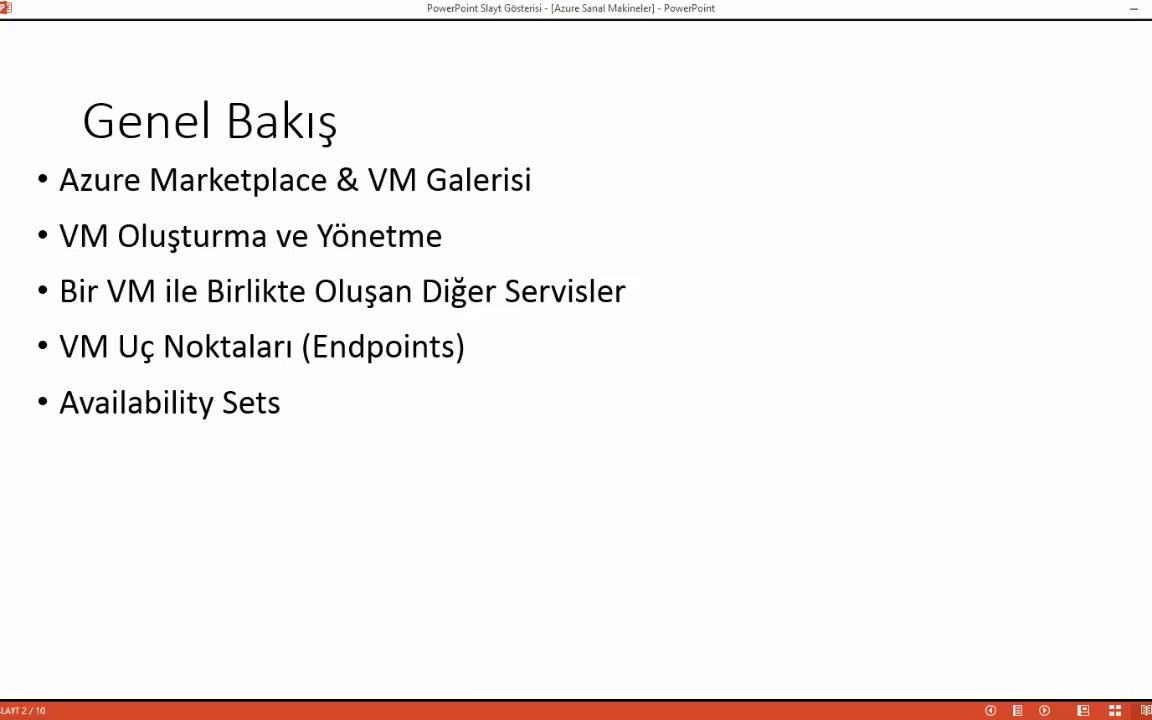 PowerPoint Slayt Gösterisi - [Azure Sanal Makineler] - PowerPoint
Genel Bakış
• Azure Marketplace & VM Galerisi
• VM Oluşturma ve Yönetme
• Bir VM ile Birlikte Oluşan Diğer Servisler
• VM Uç Noktaları (Endpoints)
• Availability Sets
SLAYT 2 / 10